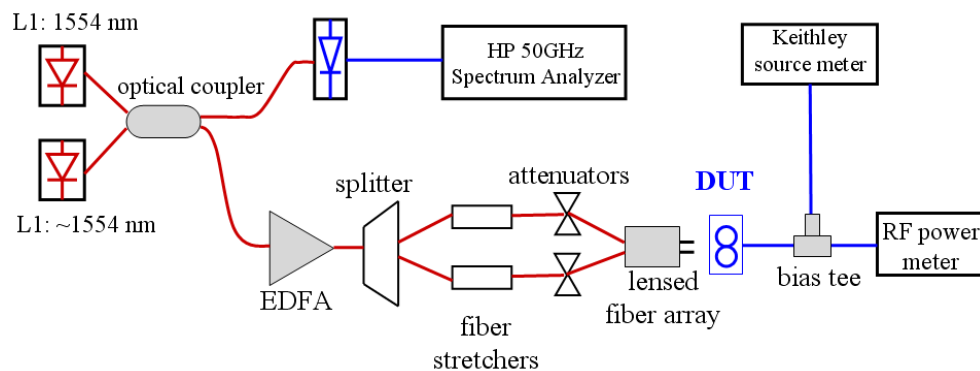 L1: 1554 nm
optical coupler
HP 50GHz
Spectrum Analyzer
Keithley
source meter
L1: ~1554 nm
splitter
attenuators
DUT
EDFA
fiber
stretchers
lensed
fiber array
bias tee
RF power
meter